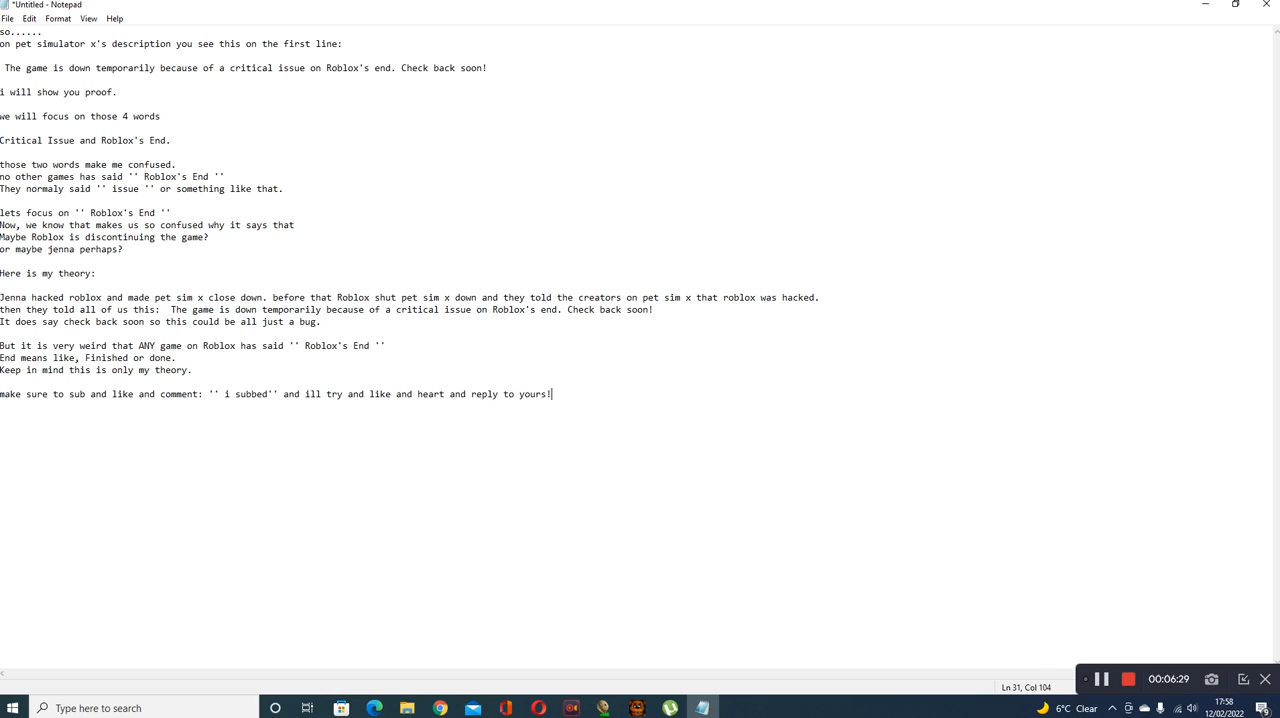 *Untitled - Notepad
File Edit Format View Help
so......
on pet simulator x's description you see this on the first line:
The game is down temporarily because of a critical issue on Roblox's end. Check back soon!
i will show you proof.
we will focus on those 4 words
Critical Issue and Roblox's End.
those two words make me confused.
no other games has said '' Roblox's End ''
They normaly said '' issue '' or something like that.
lets focus on '' Roblox's End ''
Now, we know that makes us so confused why it says that
Maybe Roblox is discontinuing the game?
or maybe jenna perhaps?
Here is my theory:
Jenna hacked roblox and made pet sim x close down. before that Roblox shut pet sim x down and they told the creators on pet sim x that roblox was hacked.
then they told all of us this:  The game is down temporarily because of a critical issue on Roblox's end. Check back soon!
It does say check back soon so this could be all just a bug.
But it is very weird that ANY game on Roblox has said '' Roblox's End ''
End means like, Finished or done.
Keep in mind this is only my theory.
make sure to sub and like and comment: '' i subbed'' and ill try and like and heart and reply to yours!
Ln 31, Col 104
00:06:29
Type here to search
6°C Clear
17:58
12/02/2022
9